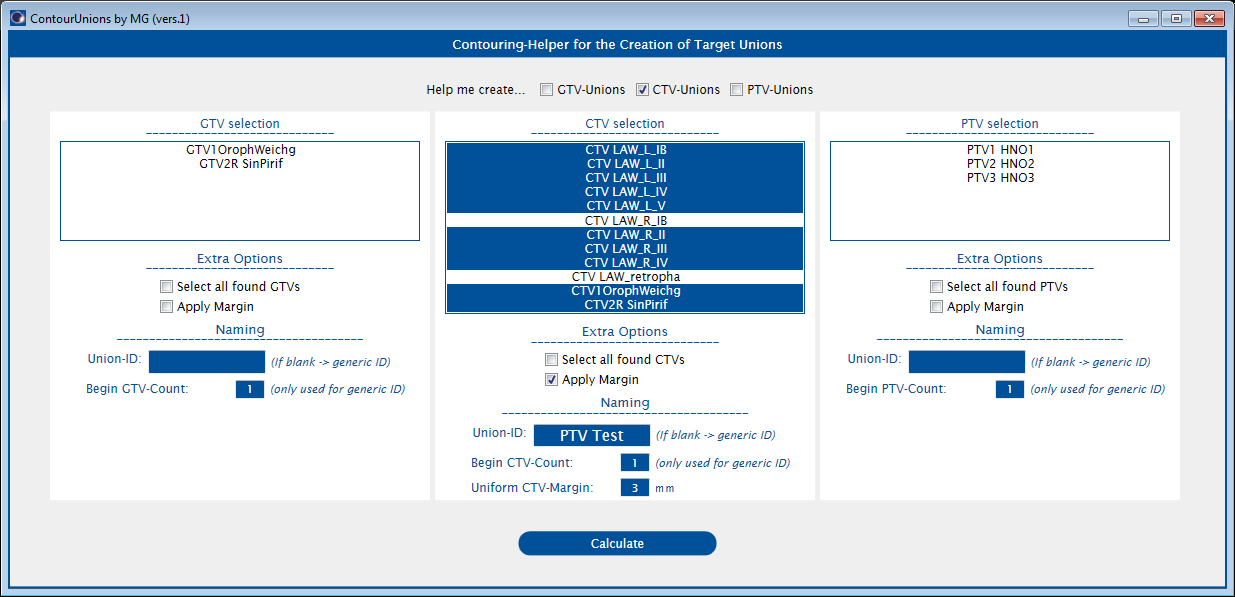 ContourUnions by MG (vers.1)
Contouring-Helper for the Creation of Target Unions
Help me create... GTV-Unions CTV-Unions PTV-Unions
GTV selection
GTV1OrophWeichg
GTV2R SinPirif
Extra Options
Select all found GTVs
Apply Margin
Naming
Union-ID: (If blank -> generic ID)
Begin GTV-Count: 1 (only used for generic ID)
CTV selection
CTV LAW_L_IB
CTV LAW_L_II
CTV LAW_L_III
CTV LAW_L_IV
CTV LAW_L_V
CTV LAW_R_IB
CTV LAW_R_II
CTV LAW_R_III
CTV LAW_R_IV
CTV LAW_retropha
CTV1OrophWeichg
CTV2R SinPirif
Extra Options
Select all found CTVs
Apply Margin
Naming
Union-ID: PTV Test (If blank -> generic ID)
Begin CTV-Count: 1 (only used for generic ID)
Uniform CTV-Margin: 3 mm
PTV selection
PTV1 HNO1
PTV2 HNO2
PTV3 HNO3
Extra Options
Select all found PTVs
Apply Margin
Naming
Union-ID: (If blank -> generic ID)
Begin PTV-Count: 1 (only used for generic ID)
Calculate